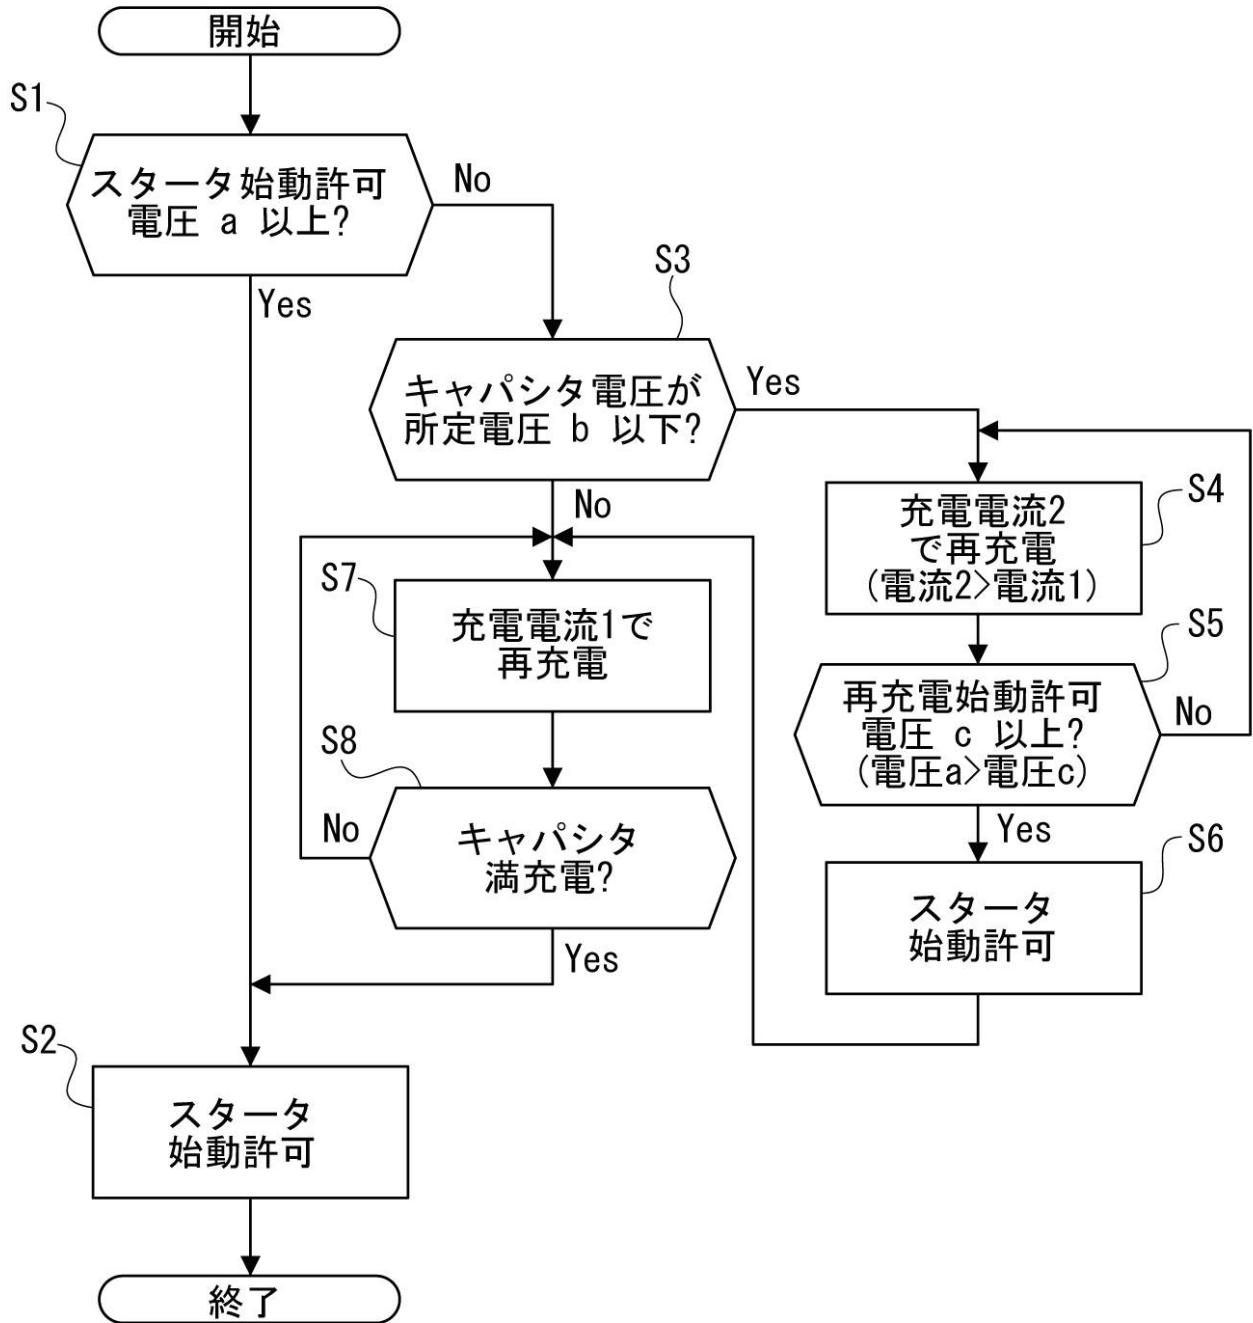 開始
S1
スタータ始動許可
電圧 a 以上?
No
Yes
S3
キャパシタ電圧が
所定電圧 b 以下?
Yes
No
S4
充電電流2
で再充電
(電流2>電流1)
S7
充電電流1で
再充電
S5
再充電始動許可
電圧 c 以上?
(電圧a>電圧c)
No
Yes
S8
キャパシタ
満充電?
No
Yes
S6
スタータ
始動許可
S2
スタータ
始動許可
終了